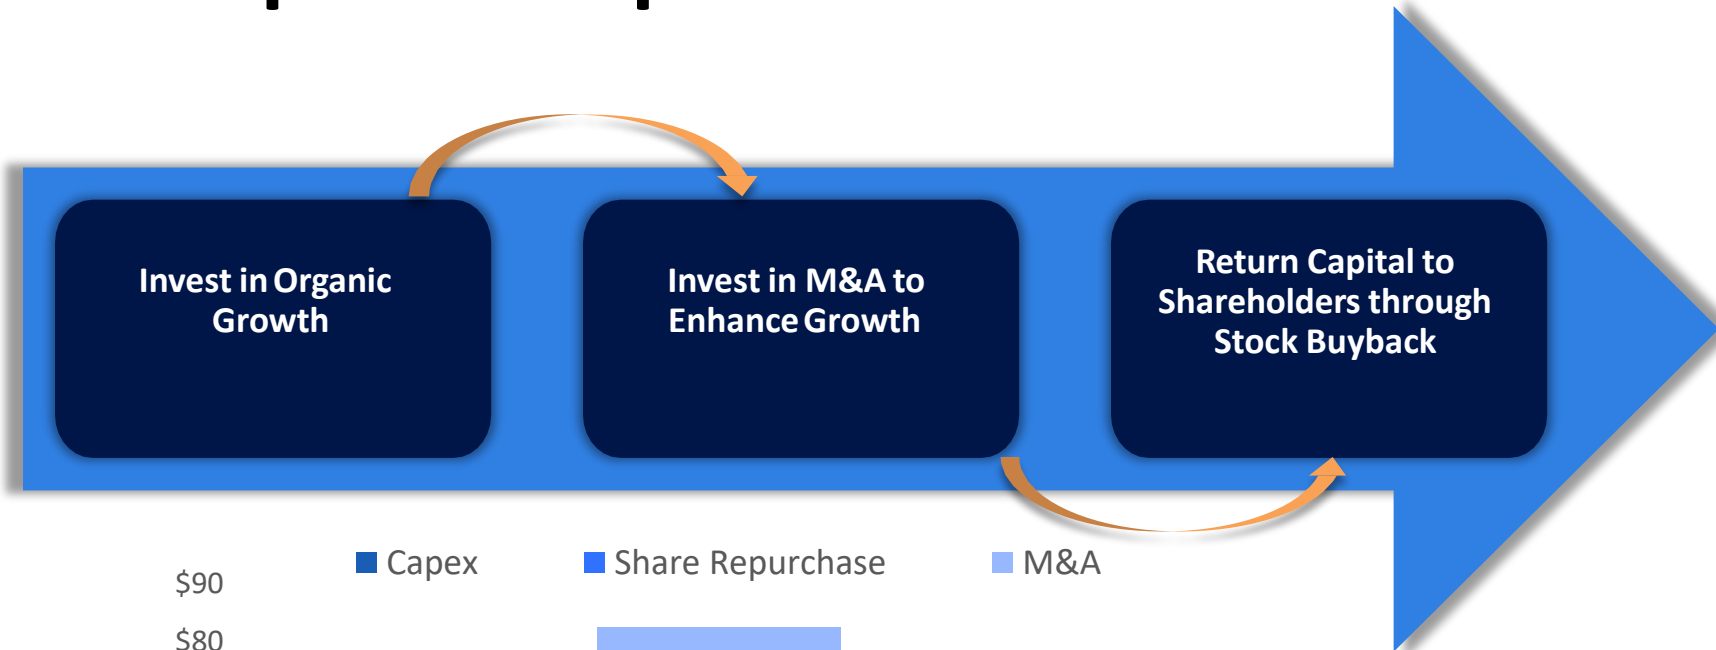 Invest in Organic
Growth
Invest in M&A to
Enhance Growth
Return Capital to
Shareholders through
Stock Buyback
Capex
Share Repurchase
M&A
$90
$80